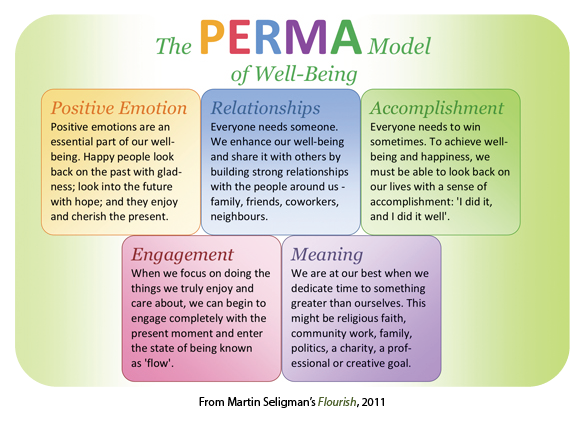 The PERMA Model
of Well-Being
Positive Emotion
Positive emotions are an
essential part of our well-
being. Happy people look
back on the past with glad-
ness; look into the future
with hope; and they enjoy
and cherish the present.
Relationships
Everyone needs someone.
We enhance our well-being
and share it with others by
building strong relationships
with the people around us -
family, friends, coworkers,
neighbours.
Accomplishment
Everyone needs to win
sometimes. To achieve well-
being and happiness, we
must be able to look back on
our lives with a sense of
accomplishment: 'I did it,
and I did it well'.
Engagement
When we focus on doing the
things we truly enjoy and
care about, we can begin to
engage completely with the
present moment and enter
the state of being known
as 'flow'.
Meaning
We are at our best when we
dedicate time to something
greater than ourselves. This
might be religious faith,
community work, family,
politics, a charity, a prof-
essional or creative goal.
From Martin Seligman's Flourish, 2011